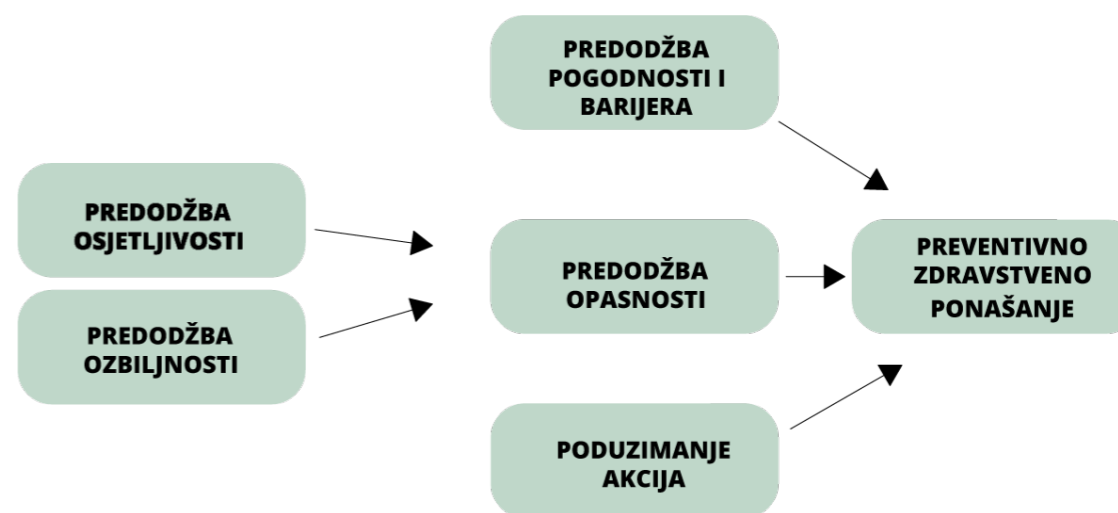 PREDODŽBA
POGODNOSTI I
BARIJERA
PREDODŽBA
OSJETLJIVOSTI
PREDODŽBA
OZBILJNOSTI
PREDODŽBA
OPASNOSTI
PREVENTIVNO
ZDRAVSTVENO
PONAŠANJE
PODUZIMANJE
AKCIJA